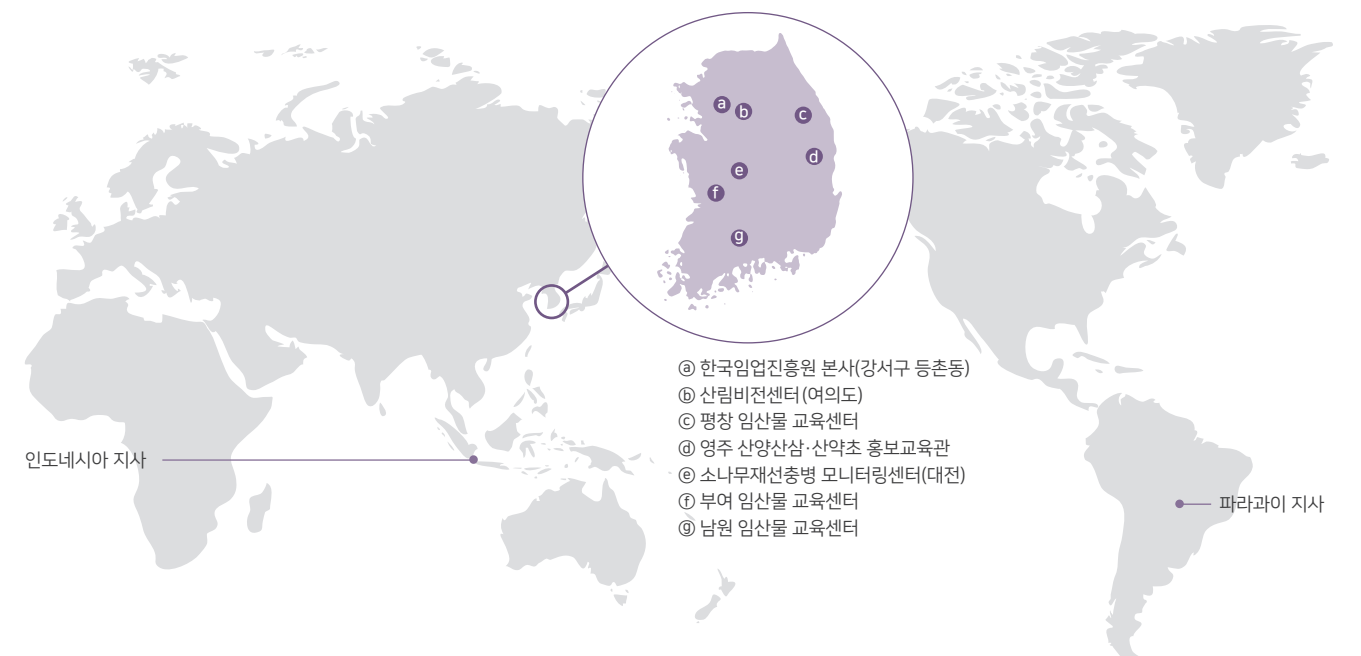 a
b
c
d
e
f
g
ⓐ 한국임업진흥원 본사(강서구 등촌동)
ⓑ 산림비전센터(여의도)
ⓒ 평창 임산물 교육센터
ⓓ 영주 산양산삼·산약초 홍보교육관
ⓔ 소나무재선충병 모니터링센터(대전)
ⓕ 부여 임산물 교육센터
ⓖ 남원 임산물 교육센터
인도네시아 지사
파라과이 지사